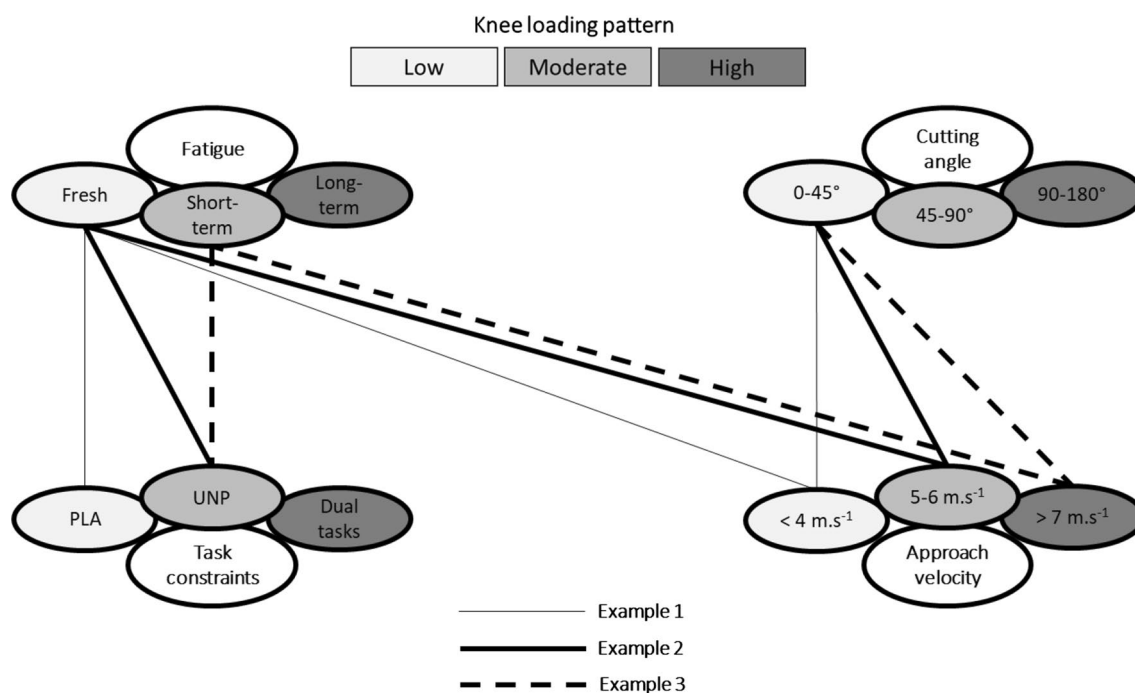 Knee loading pattern
Low
Moderate
High
Fatigue
Fresh
Short-
term
Long-
term
Cutting
angle
0-45°
45-90°
90-180°
PLA
UNP
Dual
tasks
Task
constraints
< 4 m.s⁻¹
5-6 m.s⁻¹
> 7 m.s⁻¹
Approach
velocity
Example 1
Example 2
Example 3